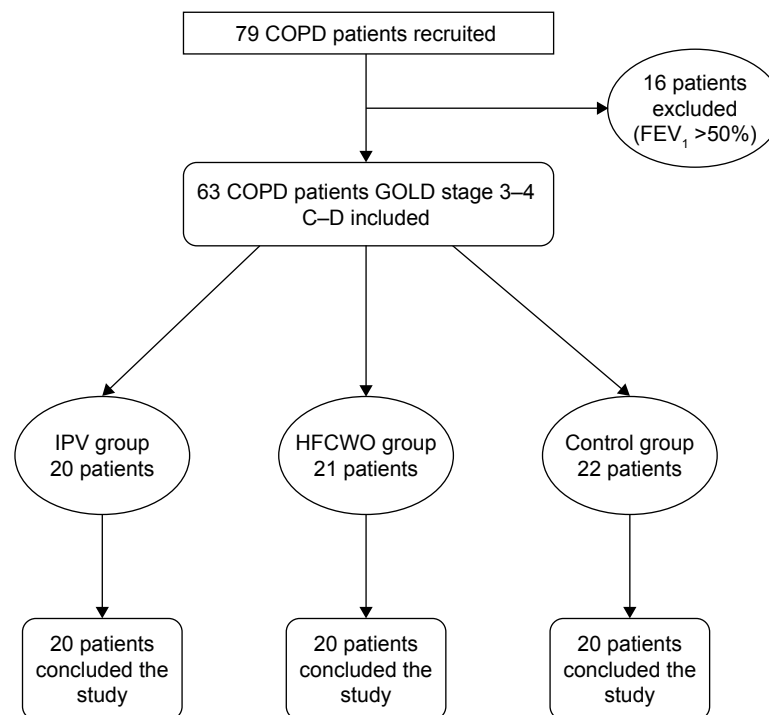 79 COPD patients recruited
16 patients
excluded
(FEV₁ >50%)
63 COPD patients GOLD stage 3–4
C–D included
IPV group
20 patients
HFCWO group
21 patients
Control group
22 patients
20 patients
concluded the
study
20 patients
concluded the
study
20 patients
concluded the
study